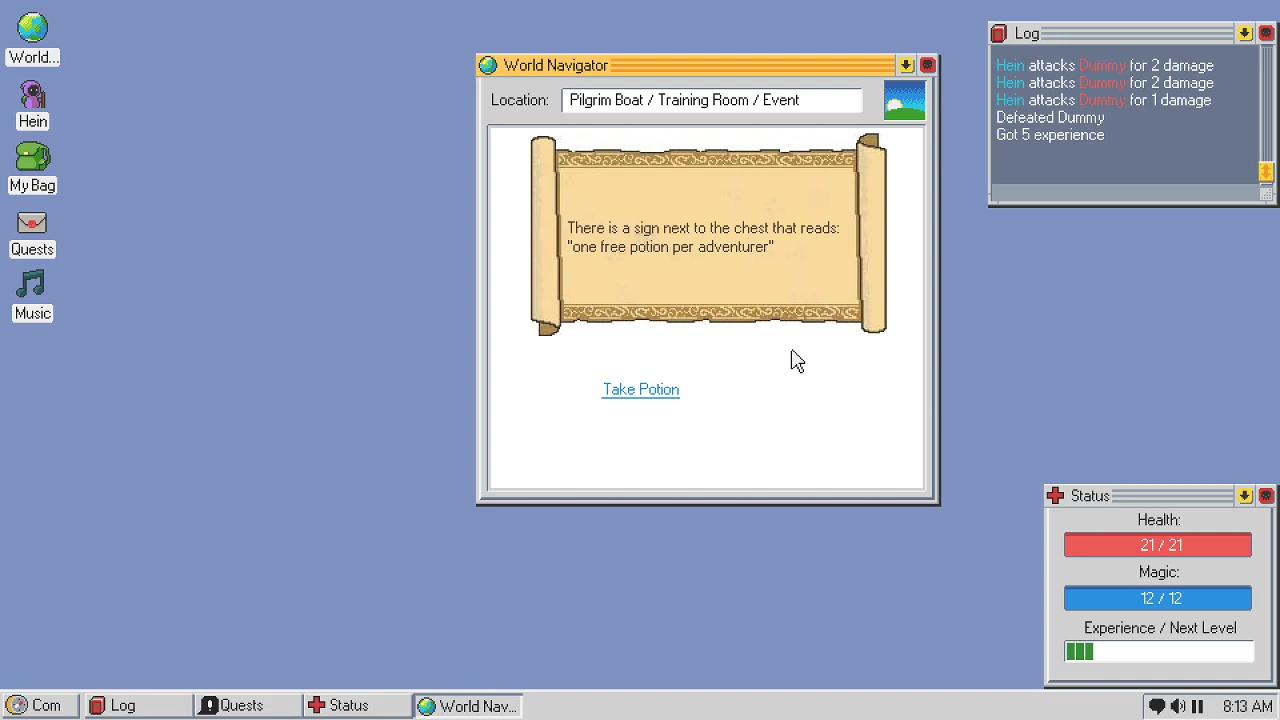 World...
Hein
My Bag
Quests
Music
World Navigator
Location: Pilgrim Boat / Training Room / Event
There is a sign next to the chest that reads:
"one free potion per adventurer"
Take Potion
Log
Hein attacks Dummy for 2 damage
Hein attacks Dummy for 2 damage
Hein attacks Dummy for 1 damage
Defeated Dummy
Got 5 experience
Status
Health:
21 / 21
Magic:
12 / 12
Experience / Next Level
Com
Log
Quests
Status
World Nav...
8:13 AM